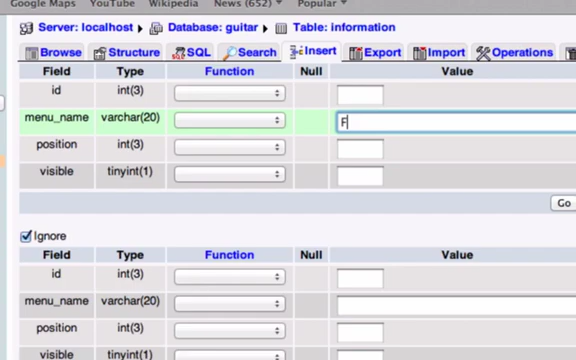 Google Maps YouTube Wikipedia News (652) Popular
Server: localhost Database: guitar Table: information
Browse Structure SQL Search Insert Export Import Operations
Field Type Function Null Value
id int(3)
menu_name varchar(20) F
position int(3)
visible tinyint(1)
Go
Ignore
Field Type Function Null Value
id int(3)
menu_name varchar(20)
position int(3)
visible tinyint(1)